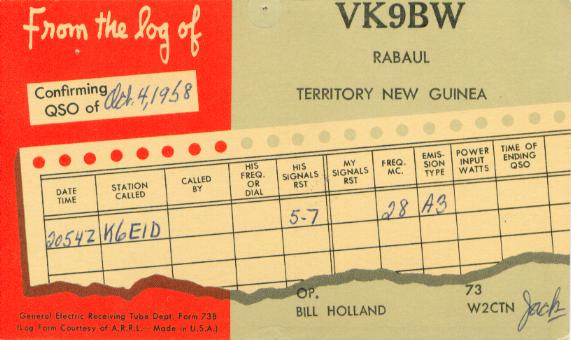 From the log of
VK9BW
RABAUL
TERRITORY NEW GUINEA
Confirming
QSO of Oct. 4, 1958
DATE TIME STATION CALLED CALLED BY HIS FREQ. OR DIAL HIS SIGNALS RST MY SIGNALS RST FREQ. MC. EMIS- SION TYPE POWER INPUT WATTS TIME OF ENDING QSO
2054Z K6EID 5-7 28 A3
OP. 73
BILL HOLLAND W2CTN Jack
General Electric Receiving Tube Dept. Form 73B
(Log Form Courtesy of A.R.R.L.— Made in U.S.A.)